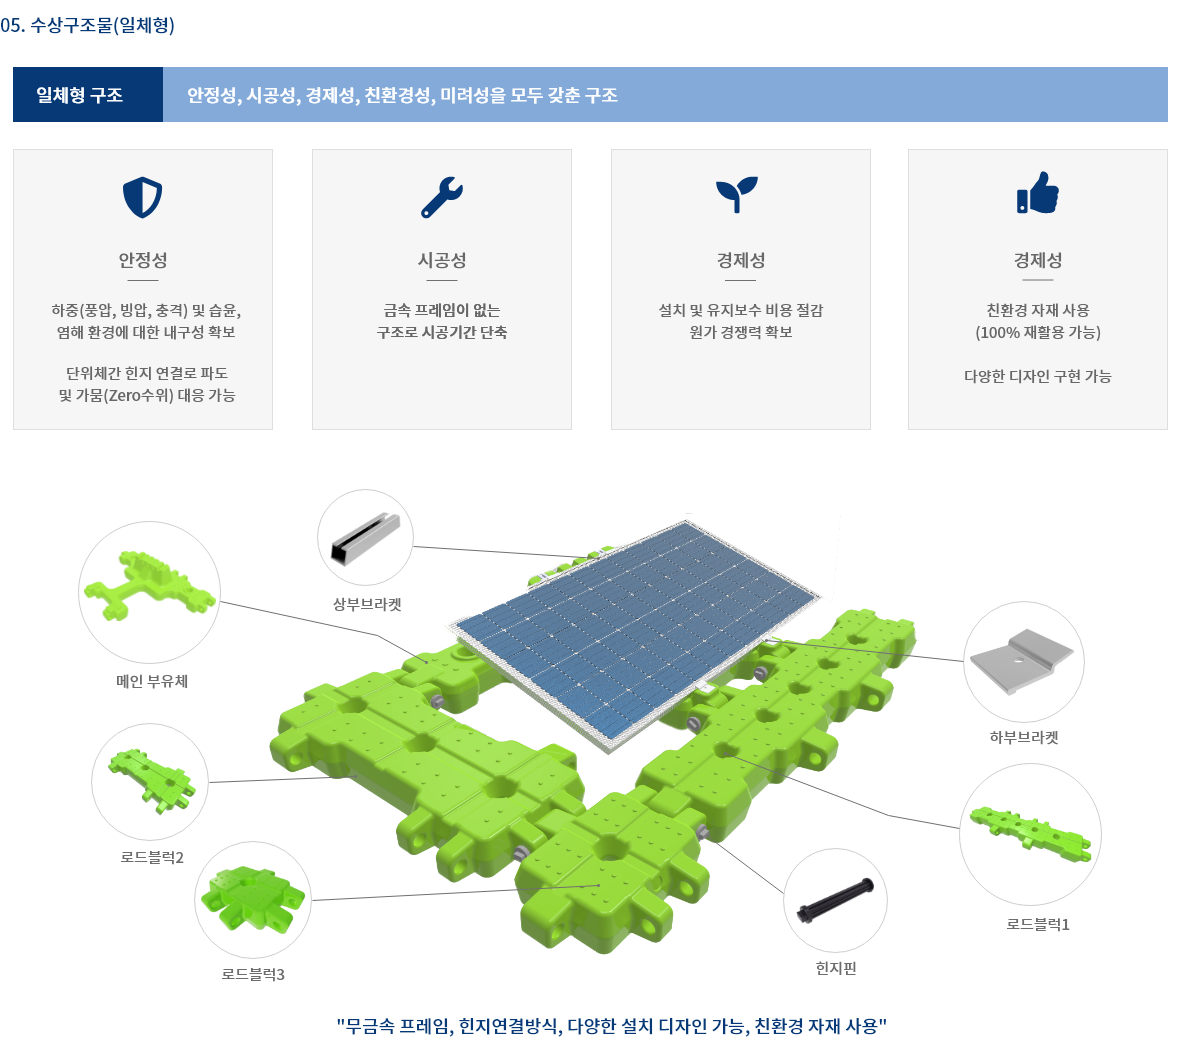 05. 수상구조물(일체형)
일체형 구조
안정성, 시공성, 경제성, 친환경성, 미려성을 모두 갖춘 구조
안정성
하중(풍압, 빙압, 충격) 및 습윤,
염해 환경에 대한 내구성 확보
단위체간 힌지 연결로 파도
및 가뭄(Zero수위) 대응 가능
시공성
금속 프레임이 없는
구조로 시공기간 단축
경제성
설치 및 유지보수 비용 절감
원가 경쟁력 확보
경제성
친환경 자재 사용
(100% 재활용 가능)
다양한 디자인 구현 가능
상부브라켓
메인 부유체
하부브라켓
로드블럭2
로드블럭1
힌지핀
로드블럭3
"무금속 프레임, 힌지연결방식, 다양한 설치 디자인 가능, 친환경 자재 사용"